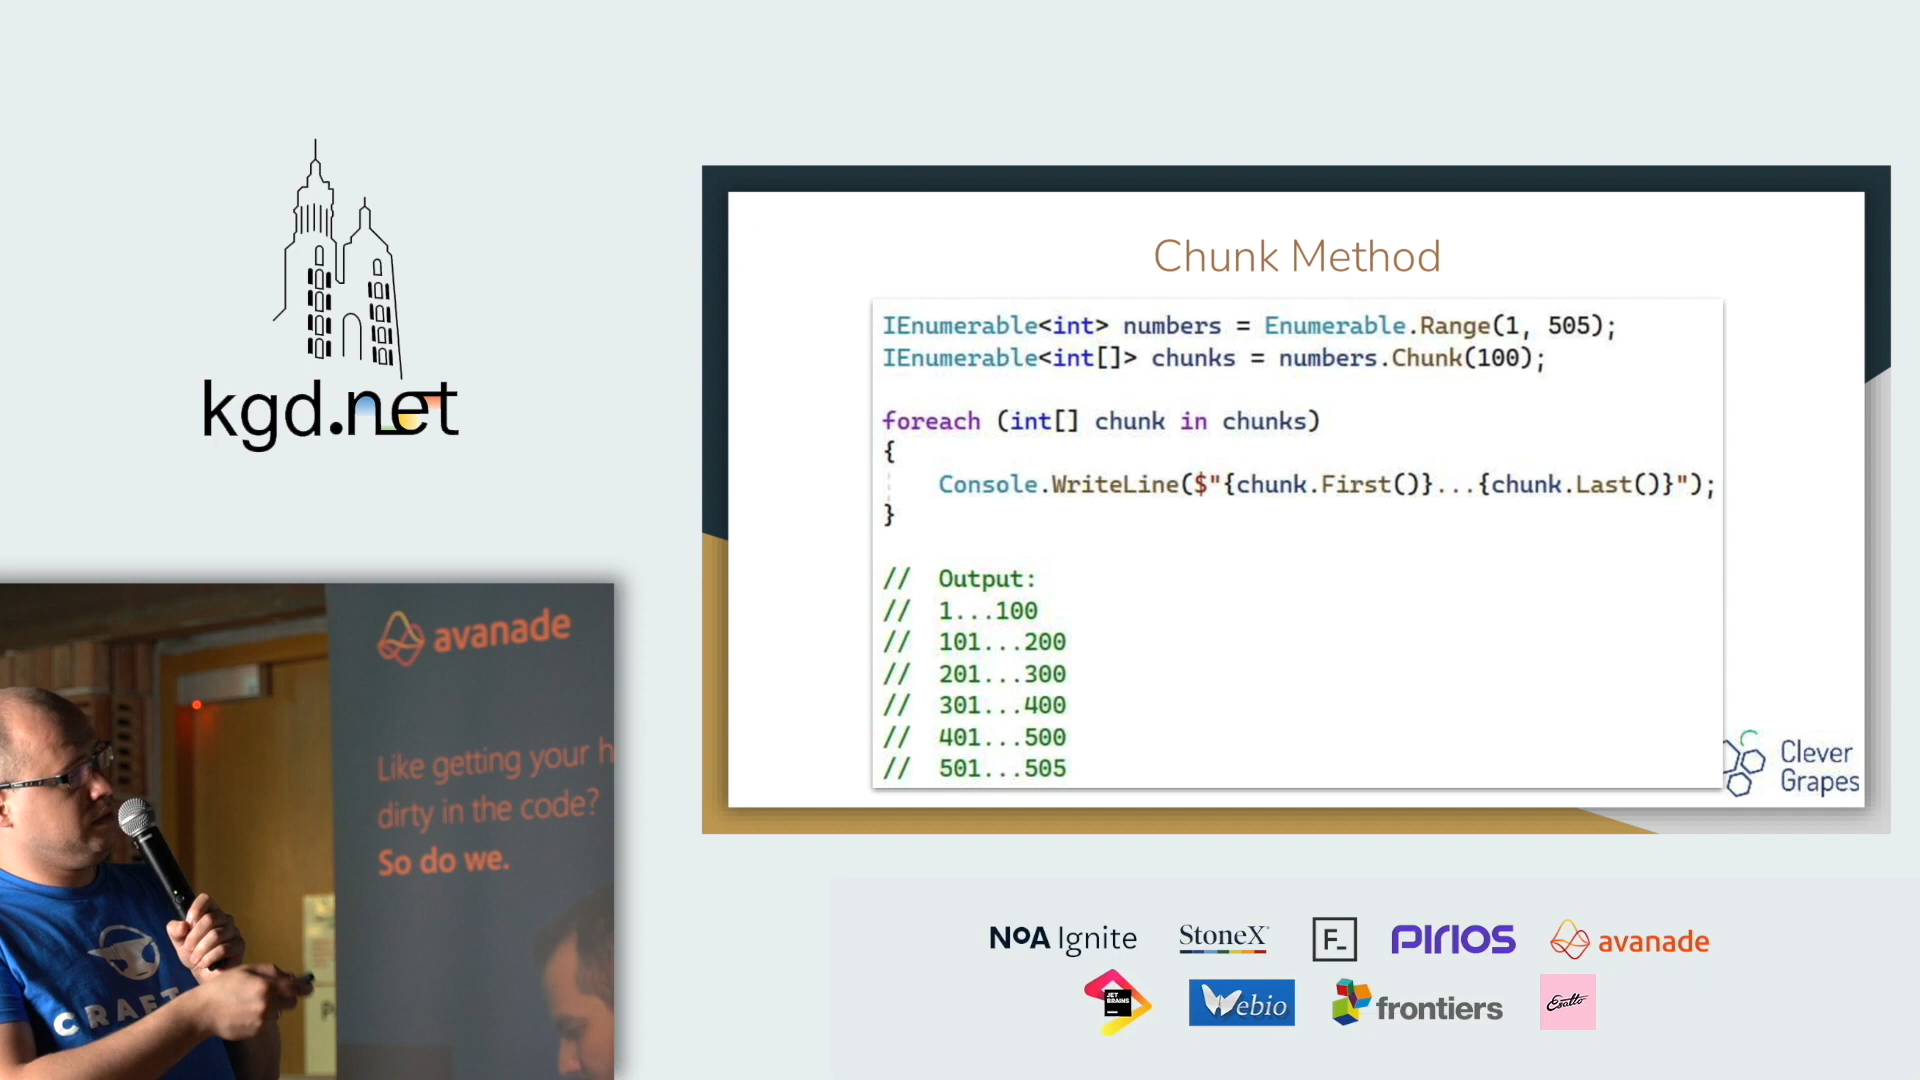 kgd.net
avanade
Like getting your h
dirty in the code?
So do we.
CRAFT
Chunk Method
IEnumerable<int> numbers = Enumerable.Range(1, 505);
IEnumerable<int[]> chunks = numbers.Chunk(100);
foreach (int[] chunk in chunks)
{
Console.WriteLine($"{chunk.First()}...{chunk.Last()}");
}
// Output:
// 1...100
// 101...200
// 201...300
// 301...400
// 401...500
// 501...505
Clever
Grapes
NOA Ignite
StoneX
F_
PIRIOS
avanade
JET
BRAINS
Webio
frontiers
Esatto